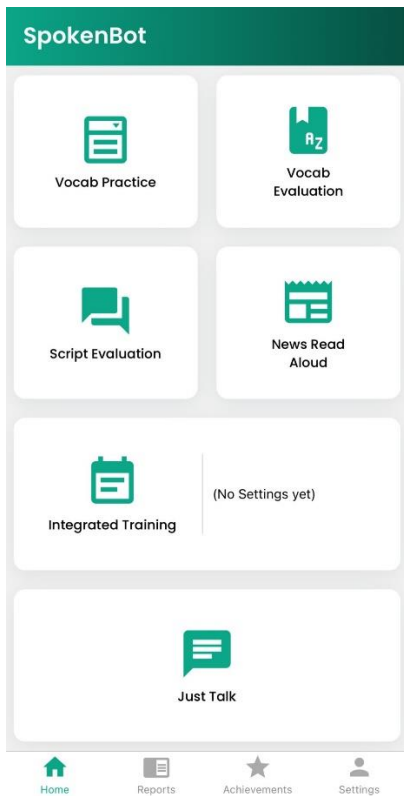 SpokenBot
Vocab Practice
Vocab
Evaluation
Script Evaluation
News Read
Aloud
Integrated Training
(No Settings yet)
Just Talk
Home
Reports
Achievements
Settings